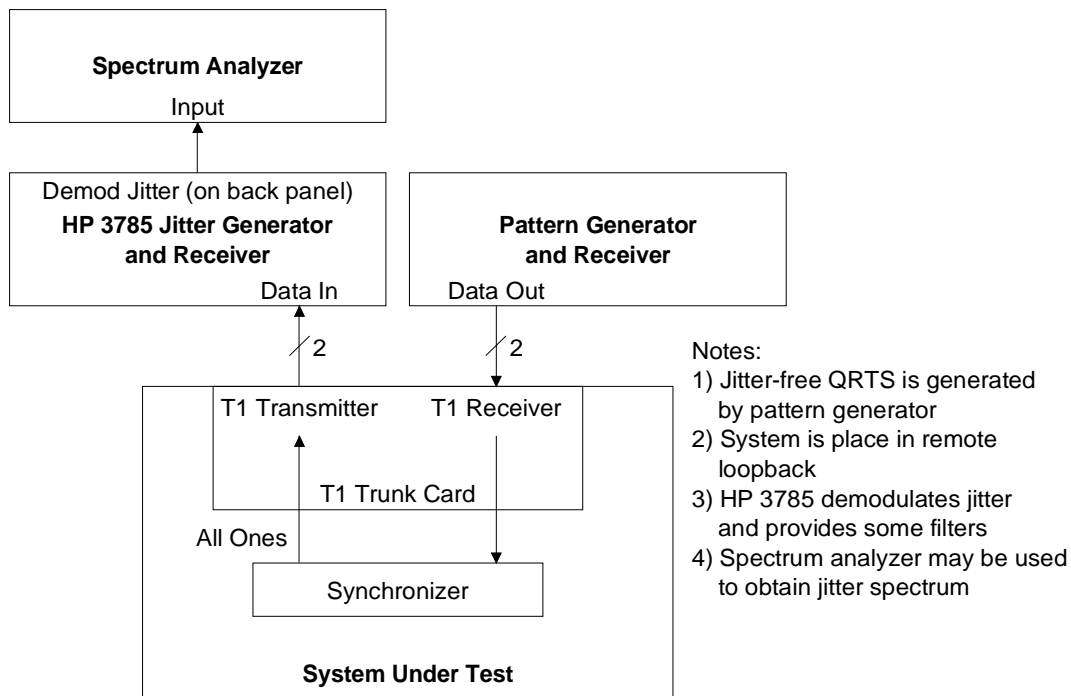 Spectrum Analyzer
Input
Demod Jitter (on back panel)
HP 3785 Jitter Generator
and Receiver
Data In
Pattern Generator
and Receiver
Data Out
2
2
T1 Transmitter
T1 Receiver
T1 Trunk Card
All Ones
Synchronizer
System Under Test
Notes:
1) Jitter-free QRTS is generated
by pattern generator
2) System is place in remote
loopback
3) HP 3785 demodulates jitter
and provides some filters
4) Spectrum analyzer may be used
to obtain jitter spectrum